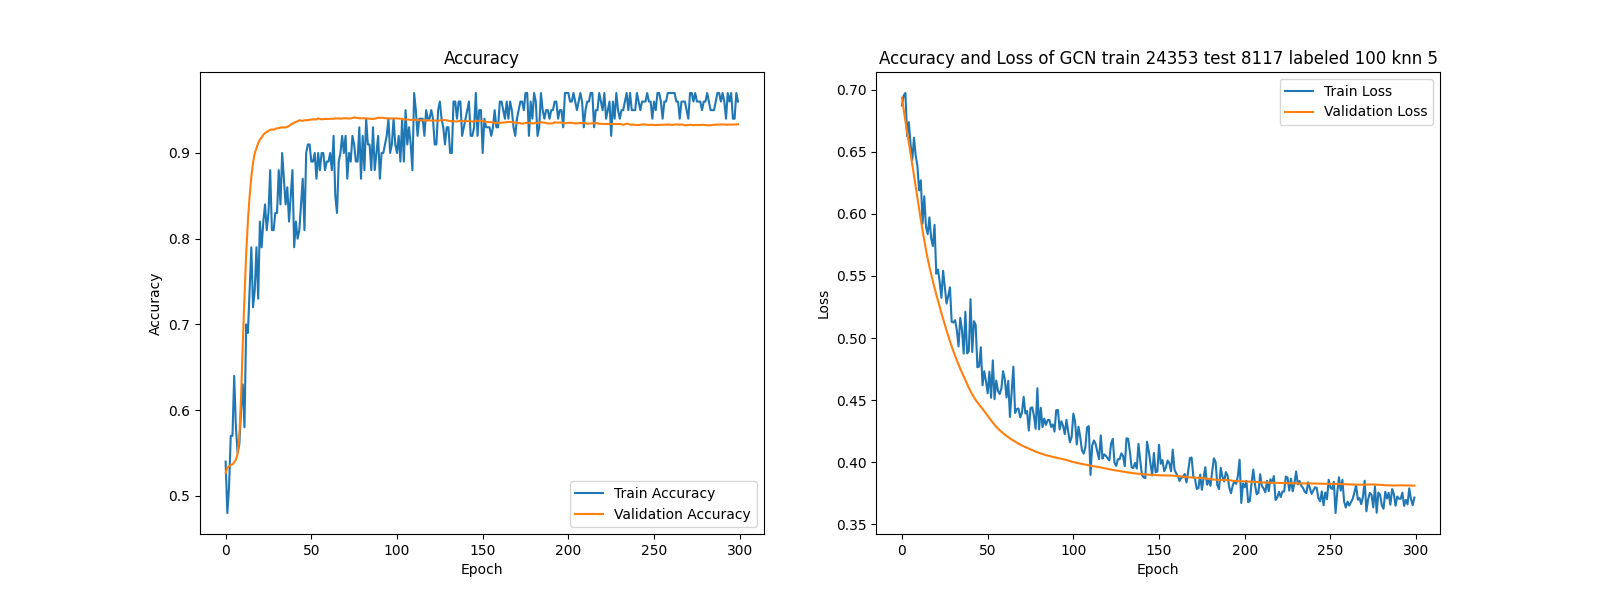 Accuracy
Accuracy
0.9
0.8
0.7
0.6
0.5
0
50
100
150
200
250
300
Epoch
Train Accuracy
Validation Accuracy
Accuracy and Loss of GCN train 24353 test 8117 labeled 100 knn 5
Loss
0.70
0.65
0.60
0.55
0.50
0.45
0.40
0.35
0
50
100
150
200
250
300
Epoch
Train Loss
Validation Loss